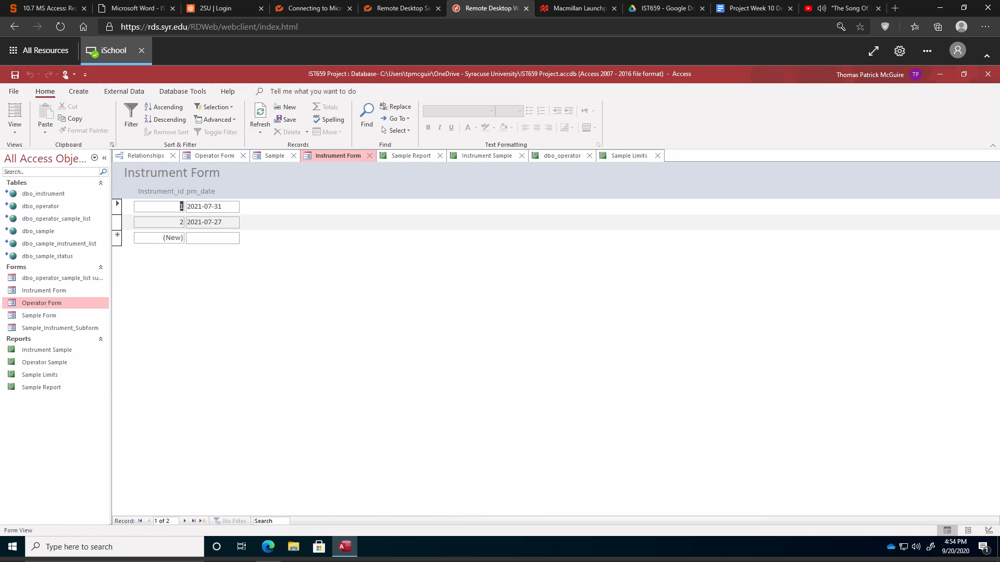 10.7 MS Access: Rep
Microsoft Word - IS
2SU | Login
Connecting to Micro
Remote Desktop Se
Remote Desktop W
Macmillan Launchp
IST659 - Google Dri
Project Week 10 De
"The Song Of T
https://rds.syr.edu/RDWeb/webclient/index.html
All Resources
iSchool
IST659 Project : Database- C:\Users\tpmcguir\OneDrive - Syracuse University\IST659 Project.accdb (Access 2007 - 2016 file format) - Access
Thomas Patrick McGuire TP
File Home Create External Data Database Tools Help Tell me what you want to do
View
Views
Paste
Cut
Copy
Format Painter
Clipboard
Filter
Ascending
Descending
Remove Sort
Selection
Advanced
Toggle Filter
Sort & Filter
Refresh
New
Save
Delete
Totals
Spelling
More
Records
Find
Replace
Go To
Select
Find
B I U A
Text Formatting
All Access Obje...
Search...
Tables
dbo_instrument
dbo_operator
dbo_operator_sample_list
dbo_sample
dbo_sample_instrument_list
dbo_sample_status
Forms
dbo_operator_sample_list su...
Instrument Form
Operator Form
Sample Form
Sample_Instrument_Subform
Reports
Instrument Sample
Operator Sample
Sample Limits
Sample Report
Relationships
Operator Form
Sample
Instrument Form
Sample Report
Instrument Sample
dbo_operator
Sample Limits
Instrument Form
Instrument_id pm_date
1 2021-07-31
2 2021-07-27
* (New)
Record: 1 of 2 No Filter Search
Form View
Type here to search
4:54 PM
9/20/2020
1